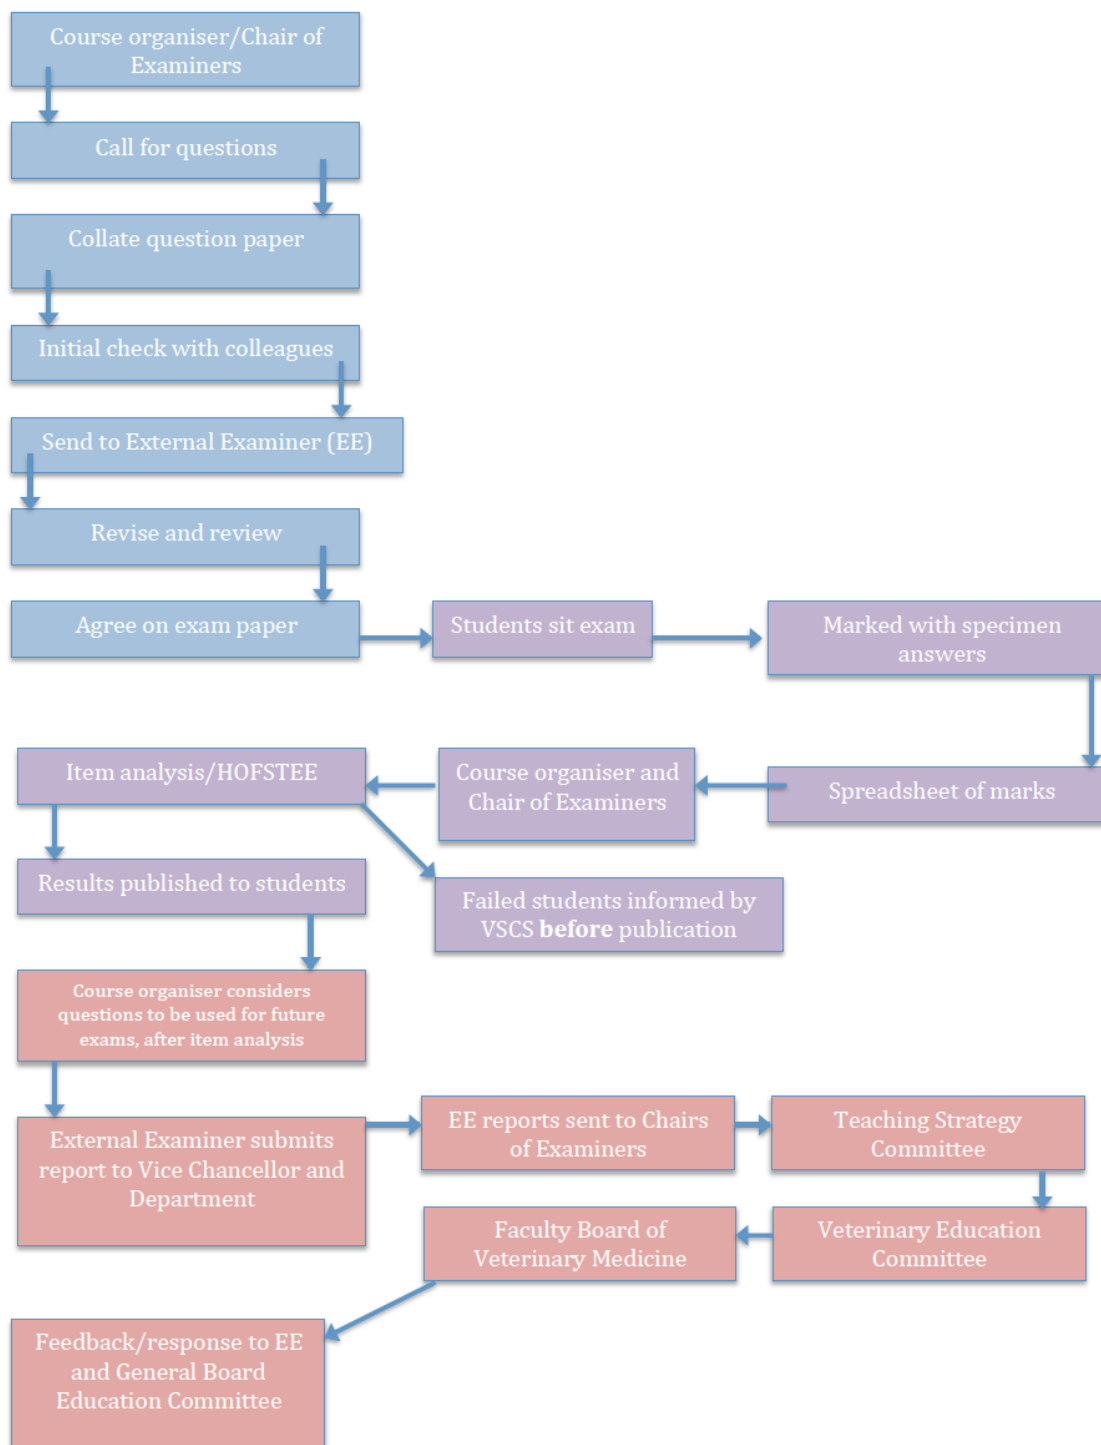 Course organiser/Chair of
Examiners
Call for questions
Collate question paper
Initial check with colleagues
Send to External Examiner (EE)
Revise and review
Agree on exam paper
Students sit exam
Marked with specimen
answers
Spreadsheet of marks
Course organiser and
Chair of Examiners
Item analysis/HOFSTEE
Results published to students
Failed students informed by
VSCS before publication
Course organiser considers
questions to be used for future
exams, after item analysis
External Examiner submits
report to Vice Chancellor and
Department
EE reports sent to Chairs
of Examiners
Teaching Strategy
Committee
Veterinary Education
Committee
Faculty Board of
Veterinary Medicine
Feedback/response to EE
and General Board
Education Committee